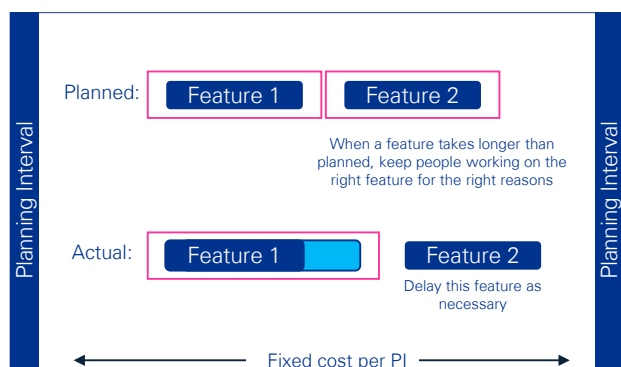 Planning Interval
Planned:
Feature 1
Feature 2
When a feature takes longer than
planned, keep people working on the
right feature for the right reasons
Actual:
Feature 1
Feature 2
Delay this feature as
necessary
Fixed cost per PI
Planning Interval